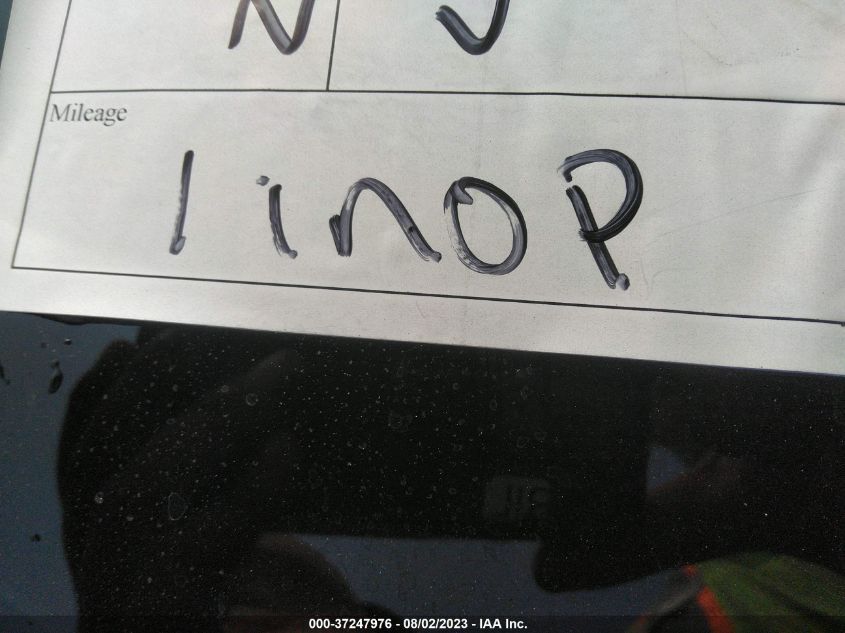 N J
Mileage
1 inoP
000-37247976 - 08/02/2023 - IAA Inc.